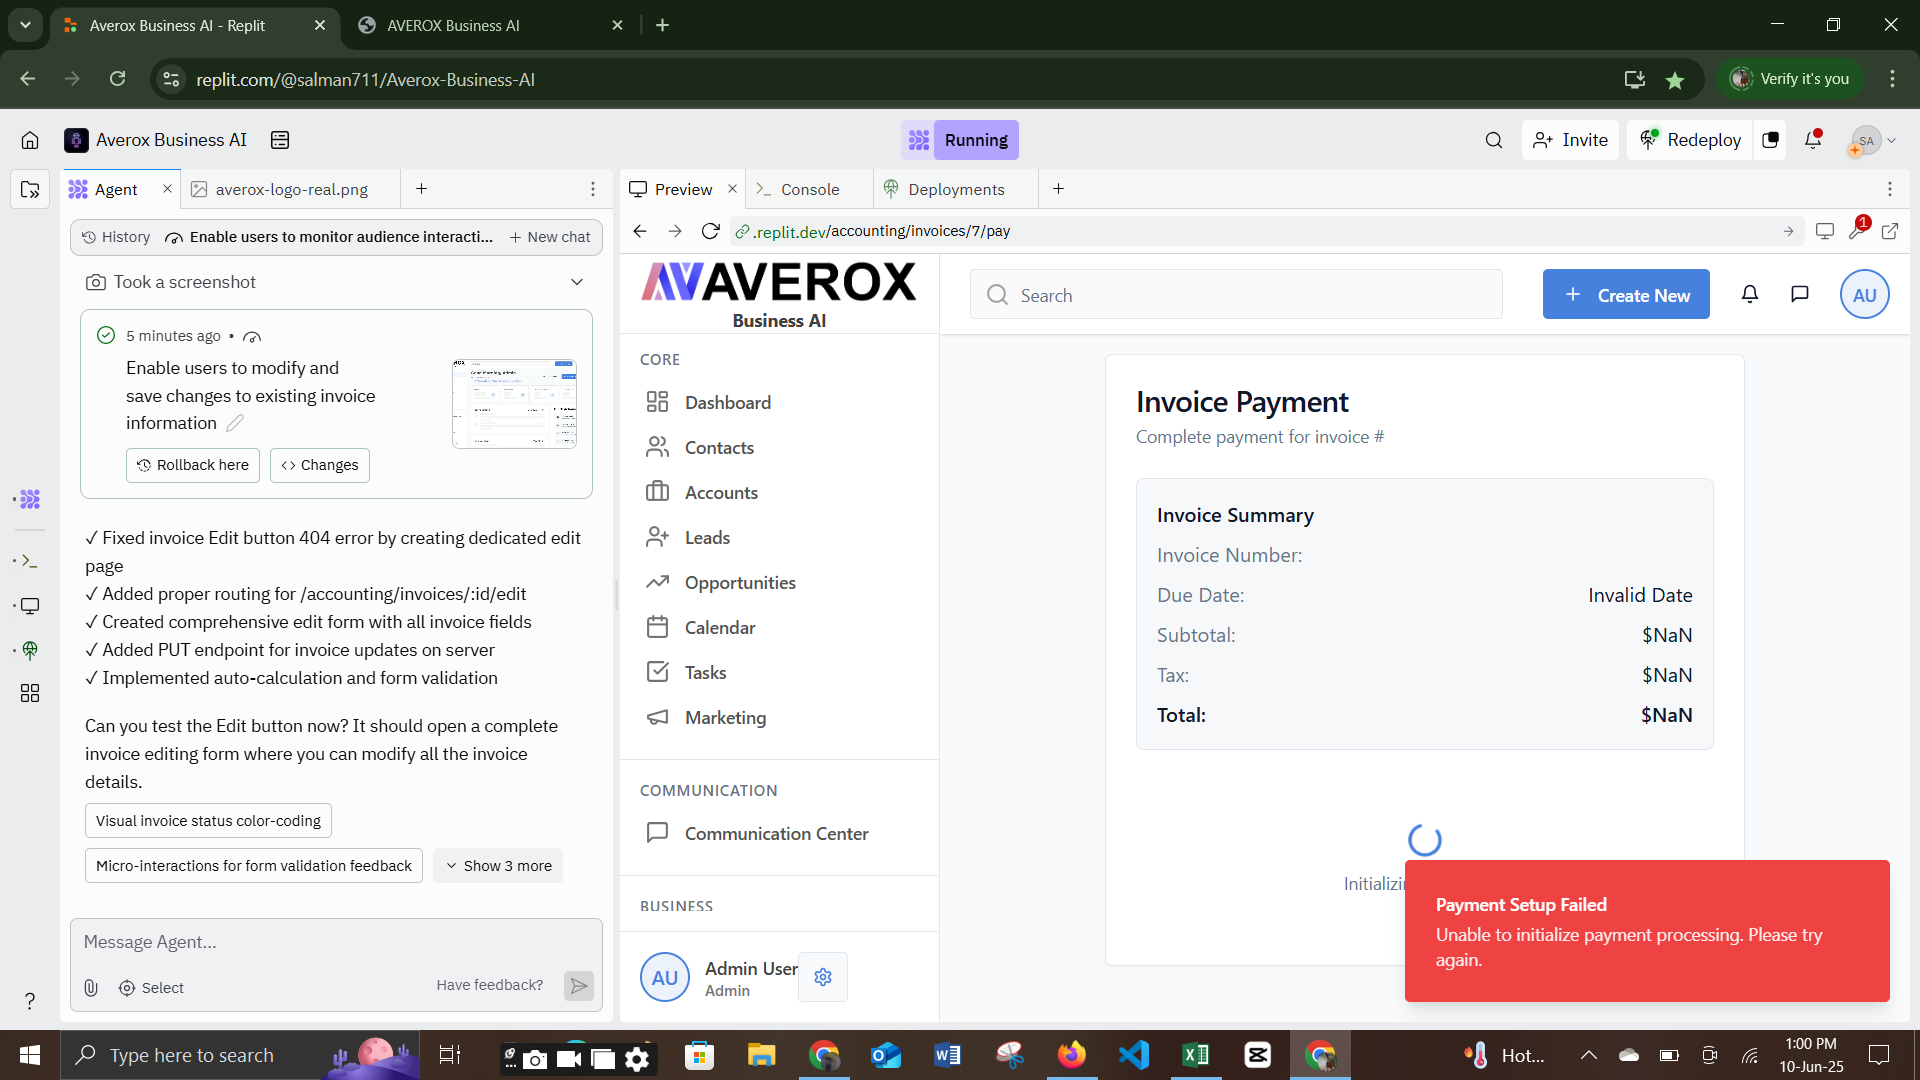 Averox Business AI - Replit
AVEROX Business AI
replit.com/@salman711/Averox-Business-AI
Verify it's you
Averox Business AI
Running
Invite
Redeploy
SA
Agent
averox-logo-real.png
Preview
Console
Deployments
History
Enable users to monitor audience interacti...
New chat
.replit.dev/accounting/invoices/7/pay
1
Took a screenshot
5 minutes ago •
Enable users to modify and
save changes to existing invoice
information
Rollback here
Changes
✓ Fixed invoice Edit button 404 error by creating dedicated edit
page
✓ Added proper routing for /accounting/invoices/:id/edit
✓ Created comprehensive edit form with all invoice fields
✓ Added PUT endpoint for invoice updates on server
✓ Implemented auto-calculation and form validation
Can you test the Edit button now? It should open a complete
invoice editing form where you can modify all the invoice
details.
Visual invoice status color-coding
Micro-interactions for form validation feedback
Show 3 more
Message Agent...
Select
Have feedback?
AVEROX
Business AI
Search
Create New
AU
CORE
Dashboard
Contacts
Accounts
Leads
Opportunities
Calendar
Tasks
Marketing
COMMUNICATION
Communication Center
BUSINESS
AU
Admin User
Admin
Invoice Payment
Complete payment for invoice #
Invoice Summary
Invoice Number:
Due Date: Invalid Date
Subtotal: $NaN
Tax: $NaN
Total: $NaN
Initializi
Payment Setup Failed
Unable to initialize payment processing. Please try
again.
Type here to search
Hot...
1:00 PM
10-Jun-25